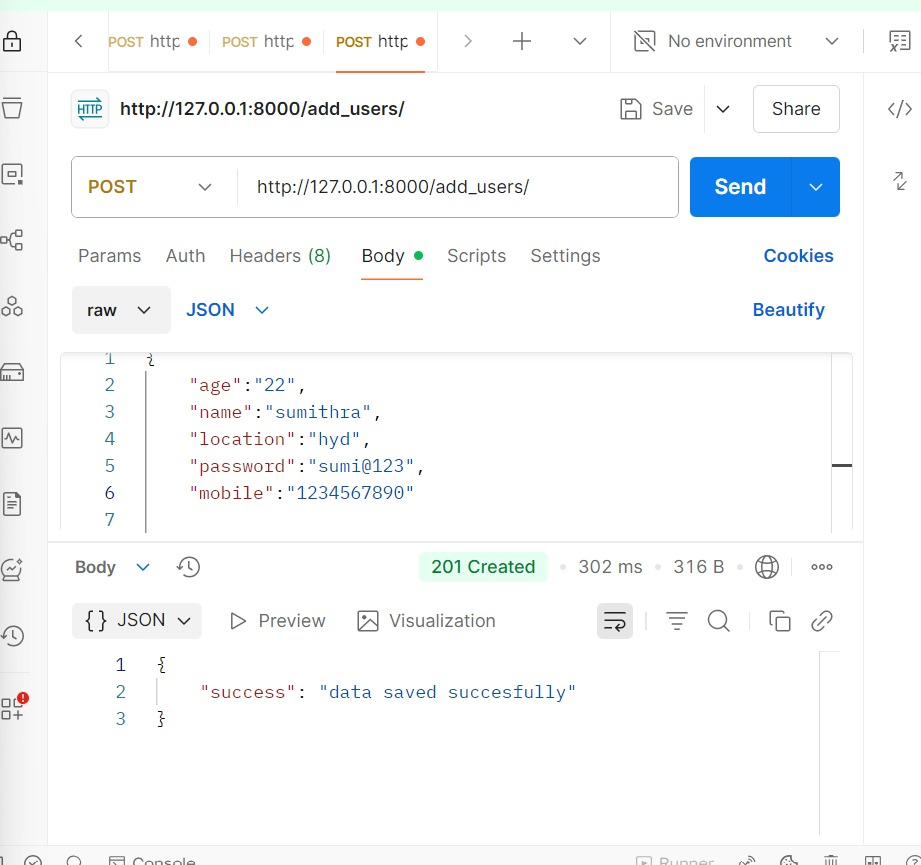 POST http POST http POST http No environment
HTTP http://127.0.0.1:8000/add_users/ Save Share
POST http://127.0.0.1:8000/add_users/ Send
Params Auth Headers (8) Body Scripts Settings Cookies
raw JSON Beautify
1 {
2 "age":"22",
3 "name":"sumithra",
4 "location":"hyd",
5 "password":"sumi@123",
6 "mobile":"1234567890"
7
Body 201 Created 302 ms 316 B
{} JSON Preview Visualization
1 {
2 "success": "data saved succesfully"
3 }
Console Runner